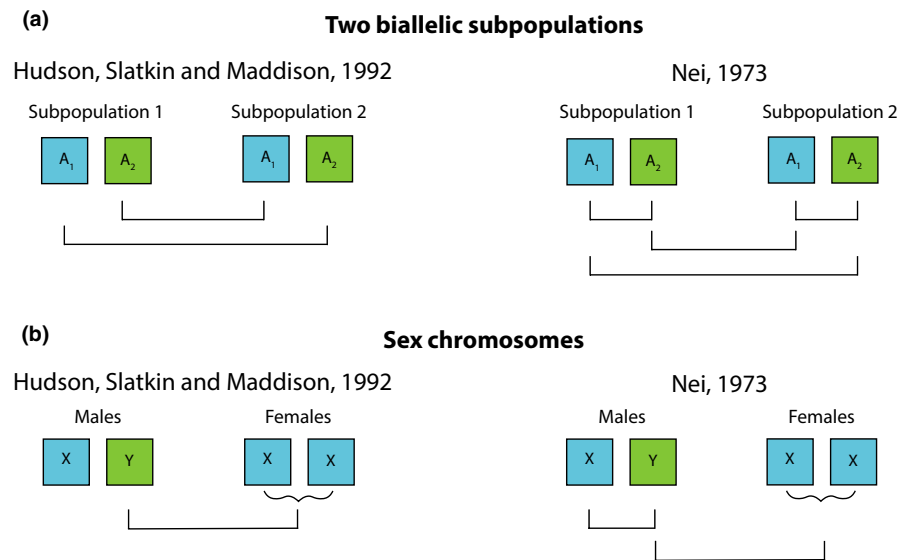 (a)
Two biallelic subpopulations
Hudson, Slatkin and Maddison, 1992
Nei, 1973
Subpopulation 1
Subpopulation 2
Subpopulation 1
Subpopulation 2
A₁ A₂ A₁ A₂
A₁ A₂ A₁ A₂
(b)
Sex chromosomes
Hudson, Slatkin and Maddison, 1992
Nei, 1973
Males
Females
Males
Females
X Y X X
X Y X X